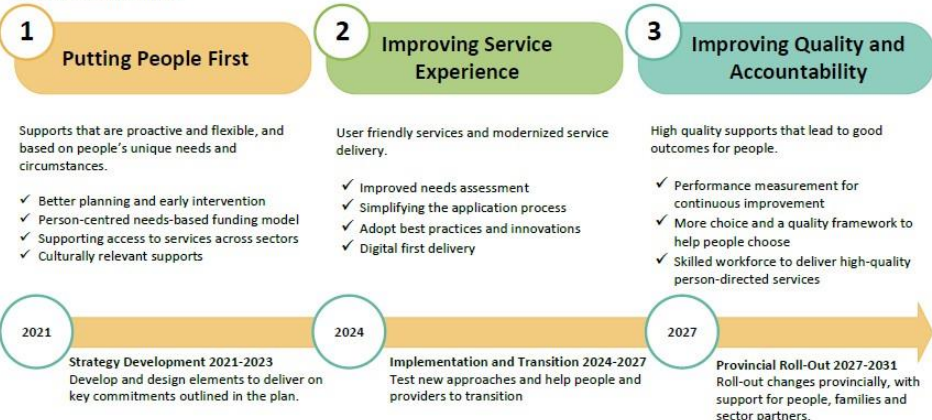 1
Putting People First
Supports that are proactive and flexible, and
based on people's unique needs and
circumstances.
✓ Better planning and early intervention
✓ Person-centred needs-based funding model
✓ Supporting access to services across sectors
✓ Culturally relevant supports
2
Improving Service
Experience
User friendly services and modernized service
delivery.
✓ Improved needs assessment
✓ Simplifying the application process
✓ Adopt best practices and innovations
✓ Digital first delivery
3
Improving Quality and
Accountability
High quality supports that lead to good
outcomes for people.
✓ Performance measurement for
continuous improvement
✓ More choice and a quality framework to
help people choose
✓ Skilled workforce to deliver high-quality
person-directed services
2021
Strategy Development 2021-2023
Develop and design elements to deliver on
key commitments outlined in the plan.
2024
Implementation and Transition 2024-2027
Test new approaches and help people and
providers to transition
2027
Provincial Roll-Out 2027-2031
Roll-out changes provincially, with
support for people, families and
sector partners.